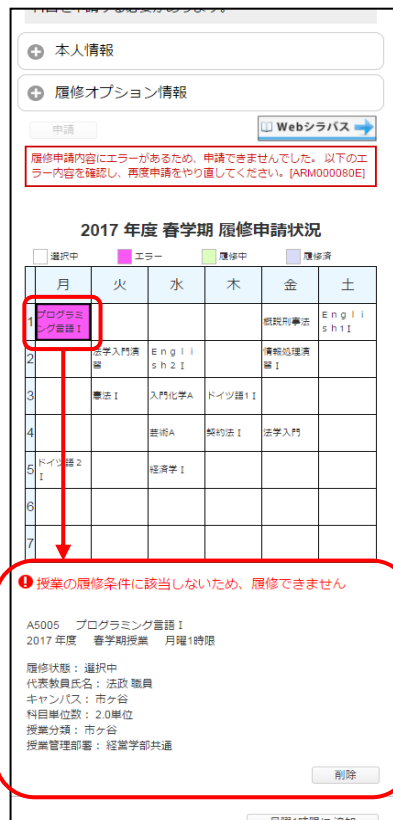 本人情報
履修オプション情報
申請
Webシラバス
履修申請内容にエラーがあるため、申請できませんでした。 以下のエ
ラー内容を確認し、再度申請をやり直してください。[ARM000080E]
2017 年度 春学期 履修申請状況
選択中 エラー 履修中 履修済
月 火 水 木 金 土
1 プログラミング言語 I 概説刑事法 English1I
2 法学入門演習 English2I 情報処理演習 I
3 憲法 I 入門化学A ドイツ語1 I
4 芸術A 契約法 I 法学入門
5 ドイツ語2 I 経済学 I
6
7
授業の履修条件に該当しないため、履修できません
A5005 プログラミング言語 I
2017 年度 春学期授業 月曜1時限
履修状態： 選択中
代表教員氏名： 法政 職員
キャンパス： 市ヶ谷
科目単位数： 2.0単位
授業分類： 市ヶ谷
授業管理部署： 経営学部共通
削除